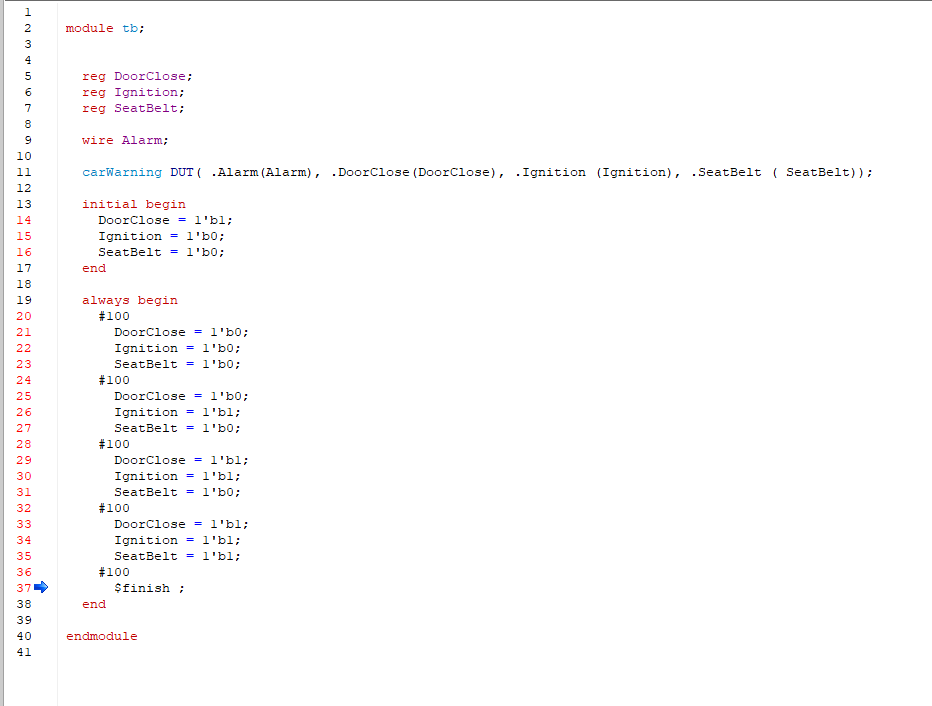 1
2 module tb;
3
4
5 reg DoorClose;
6 reg Ignition;
7 reg SeatBelt;
8
9 wire Alarm;
10
11 carWarning DUT( .Alarm(Alarm), .DoorClose(DoorClose), .Ignition (Ignition), .SeatBelt ( SeatBelt));
12
13 initial begin
14 DoorClose = 1'b1;
15 Ignition = 1'b0;
16 SeatBelt = 1'b0;
17 end
18
19 always begin
20 #100
21 DoorClose = 1'b0;
22 Ignition = 1'b0;
23 SeatBelt = 1'b0;
24 #100
25 DoorClose = 1'b0;
26 Ignition = 1'b1;
27 SeatBelt = 1'b0;
28 #100
29 DoorClose = 1'b1;
30 Ignition = 1'b1;
31 SeatBelt = 1'b0;
32 #100
33 DoorClose = 1'b1;
34 Ignition = 1'b1;
35 SeatBelt = 1'b1;
36 #100
37 $finish ;
38 end
39
40 endmodule
41